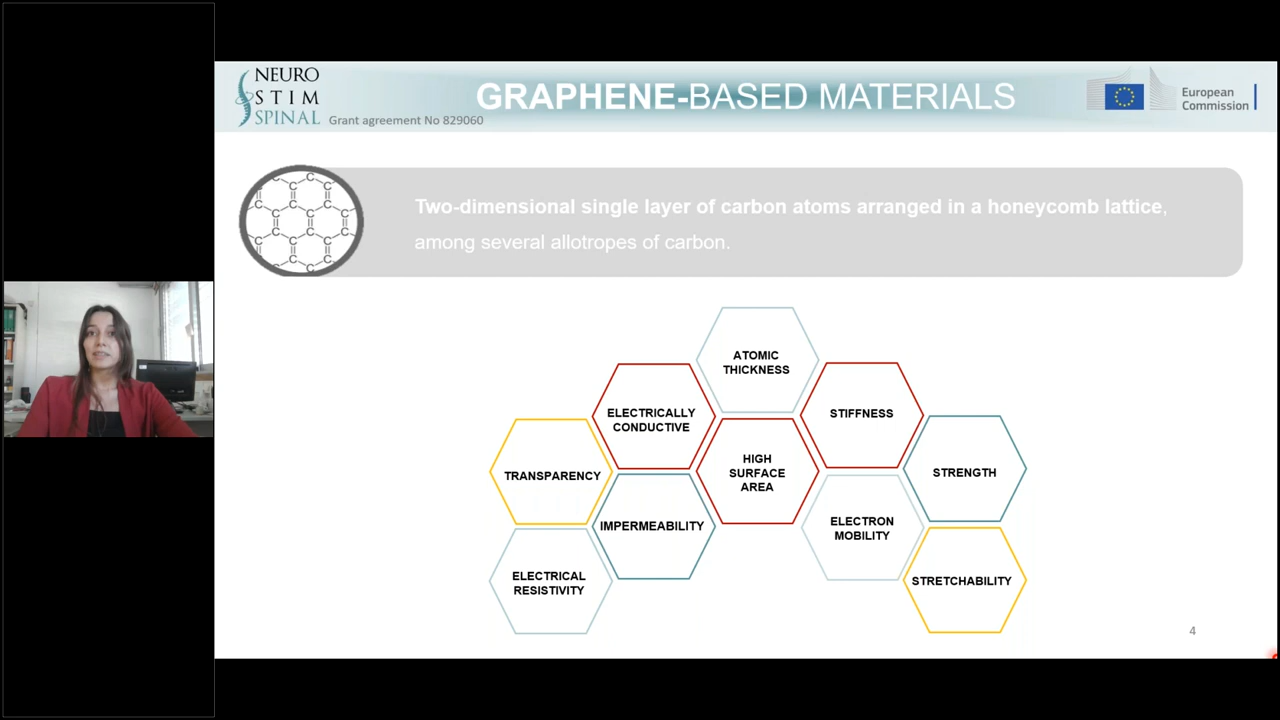 NEURO
STIM
SPINAL
Grant agreement No 829060
GRAPHENE-BASED MATERIALS
European
Commission
Two-dimensional single layer of carbon atoms arranged in a honeycomb lattice,
among several allotropes of carbon.
ATOMIC
THICKNESS
ELECTRICALLY
CONDUCTIVE
STIFFNESS
HIGH
SURFACE
AREA
TRANSPARENCY
STRENGTH
IMPERMEABILITY
ELECTRON
MOBILITY
ELECTRICAL
RESISTIVITY
STRETCHABILITY
4